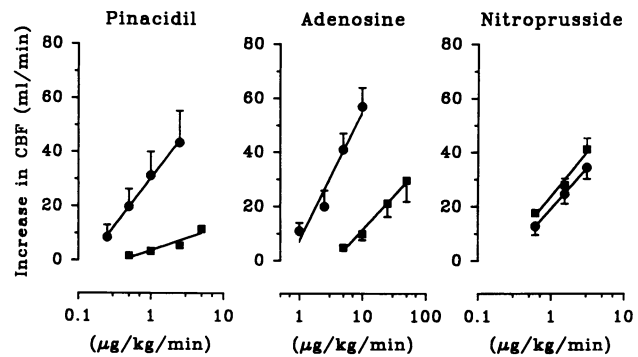 Pinacidil Adenosine Nitroprusside
Increase in CBF (ml/min)
80 80 80
60 60 60
40 40 40
20 20 20
0 0 0
0.1 1 10 1 10 100 0.1 1 10
(μg/kg/min) (μg/kg/min) (μg/kg/min)